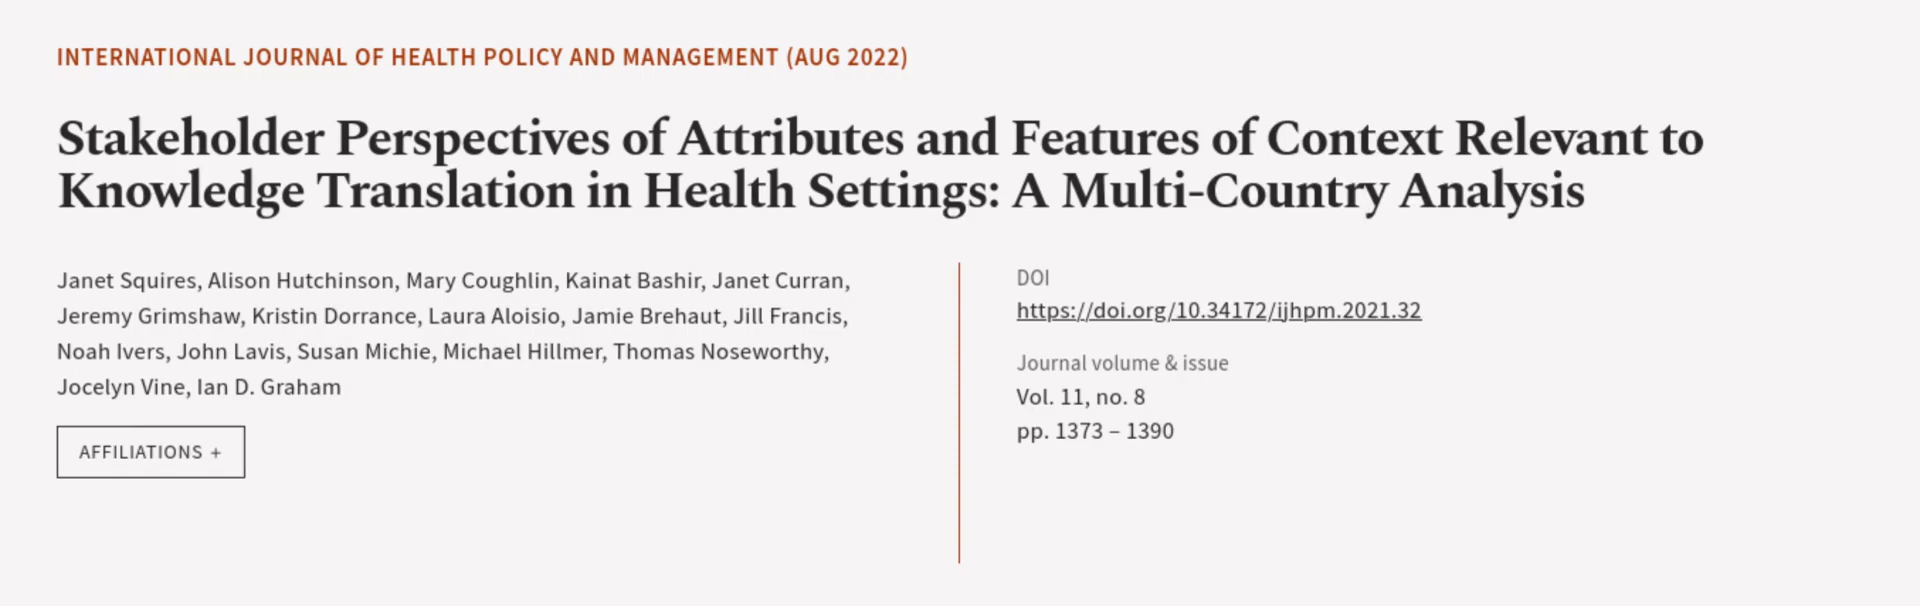 INTERNATIONAL JOURNAL OF HEALTH POLICY AND MANAGEMENT (AUG 2022)
Stakeholder Perspectives of Attributes and Features of Context Relevant to
Knowledge Translation in Health Settings: A Multi-Country Analysis
Janet Squires, Alison Hutchinson, Mary Coughlin, Kainat Bashir, Janet Curran,
Jeremy Grimshaw, Kristin Dorrance, Laura Aloisio, Jamie Brehaut, Jill Francis,
Noah Ivers, John Lavis, Susan Michie, Michael Hillmer, Thomas Noseworthy,
Jocelyn Vine, Ian D. Graham
AFFILIATIONS +
DOI
https://doi.org/10.34172/ijhpm.2021.32
Journal volume & issue
Vol. 11, no. 8
pp. 1373 – 1390